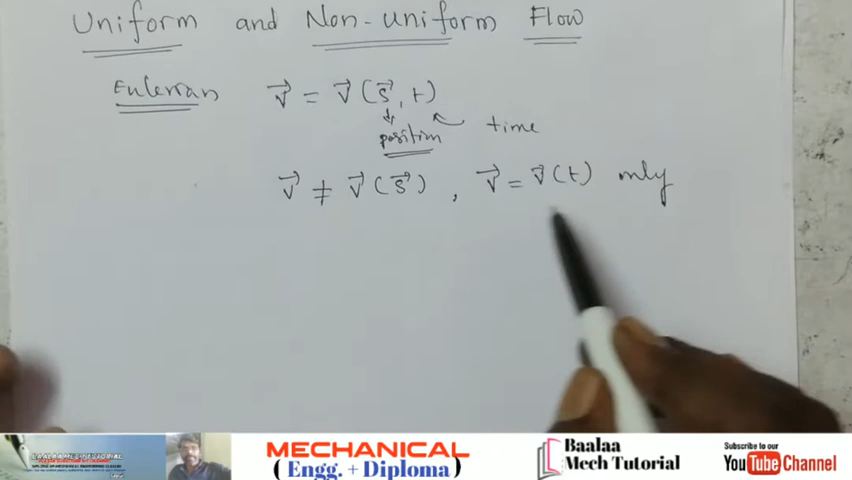 Uniform and Non-uniform Flow
Eulerian V⃗ = V⃗ (S⃗, t)
position time
V⃗ ≠ V⃗ (S⃗) , V⃗ = V⃗ (t) only
MECHANICAL
(Engg. + Diploma)
Baalaa
Mech Tutorial
Subscribe to our
YouTube Channel